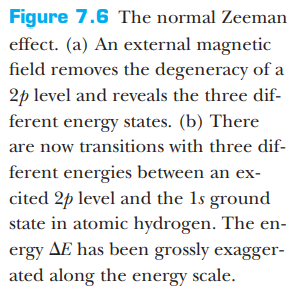 Figure 7.6 The normal Zeeman
effect. (a) An external magnetic
field removes the degeneracy of a
2p level and reveals the three dif-
ferent energy states. (b) There
are now transitions with three dif-
ferent energies between an ex-
cited 2p level and the 1s ground
state in atomic hydrogen. The en-
ergy ΔE has been grossly exagger-
ated along the energy scale.